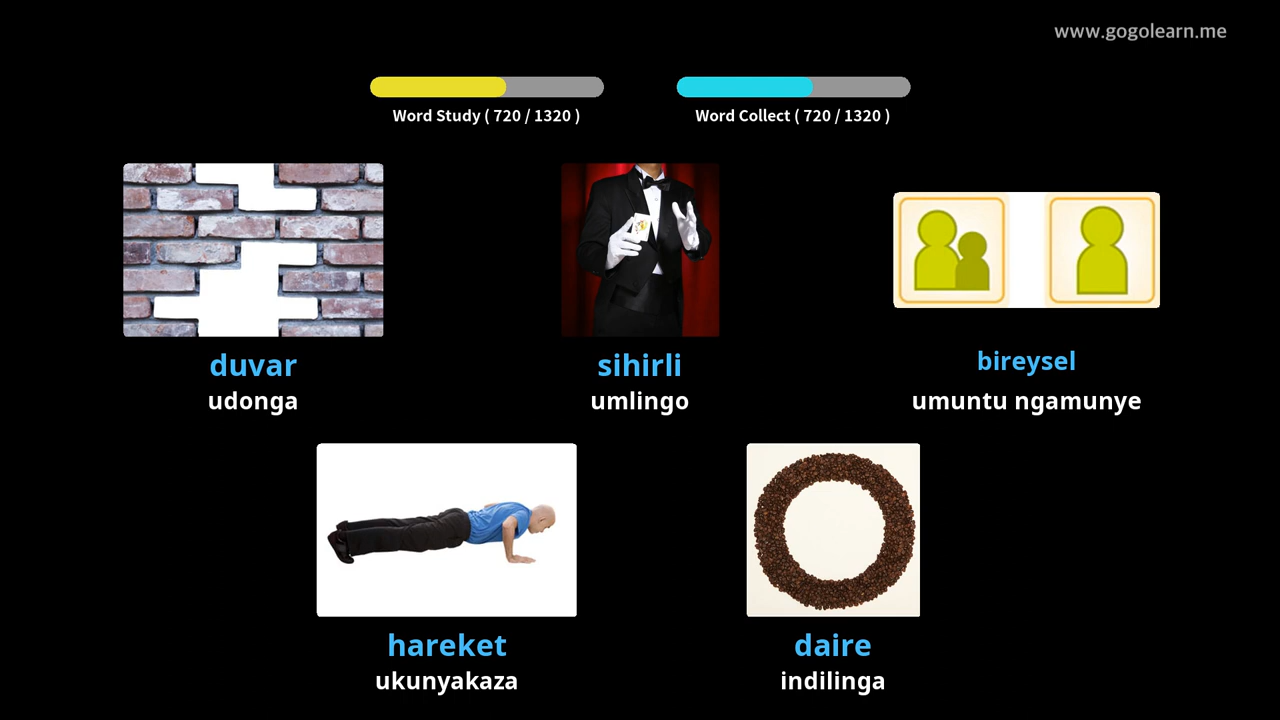 www.gogolearn.me
Word Study ( 720 / 1320 )
Word Collect ( 720 / 1320 )
duvar
udonga
sihirli
umlingo
bireysel
umuntu ngamunye
hareket
ukunyakaza
daire
indilinga